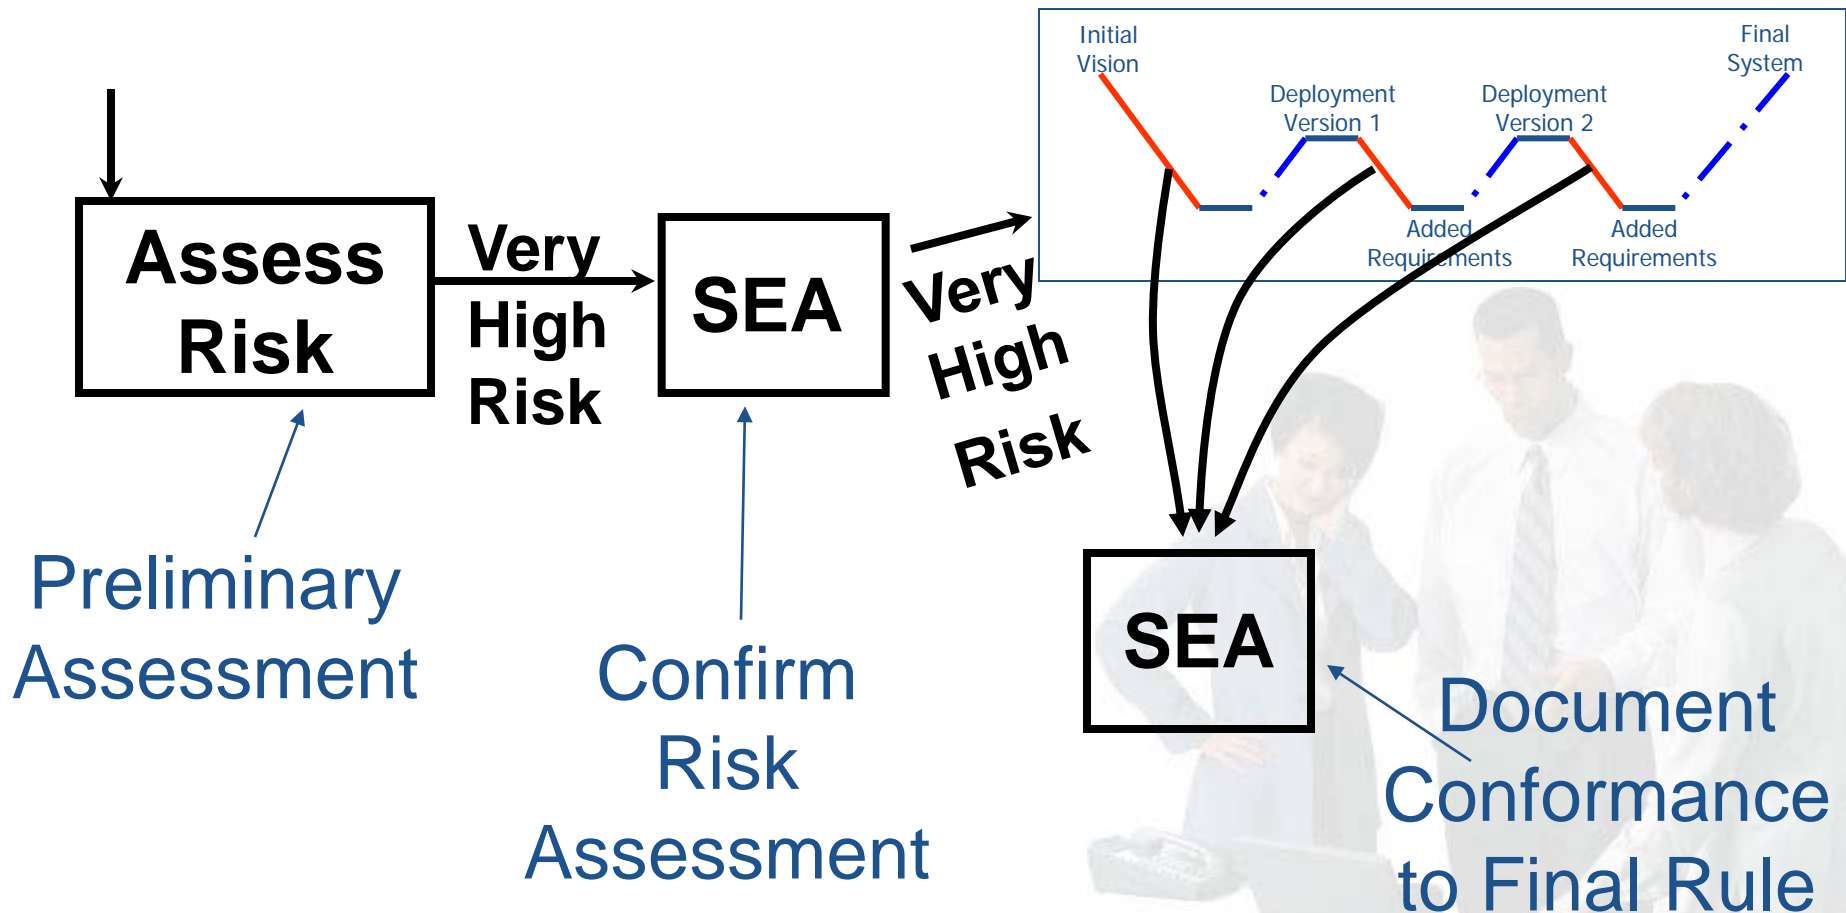 Initial
Vision
Final
System
Deployment
Version 1
Deployment
Version 2
Added
Requirements
Added
Requirements
Assess
Risk
Very
High
Risk
SEA
Very
High
Risk
SEA
Preliminary
Assessment
Confirm
Risk
Assessment
Document
Conformance
to Final Rule